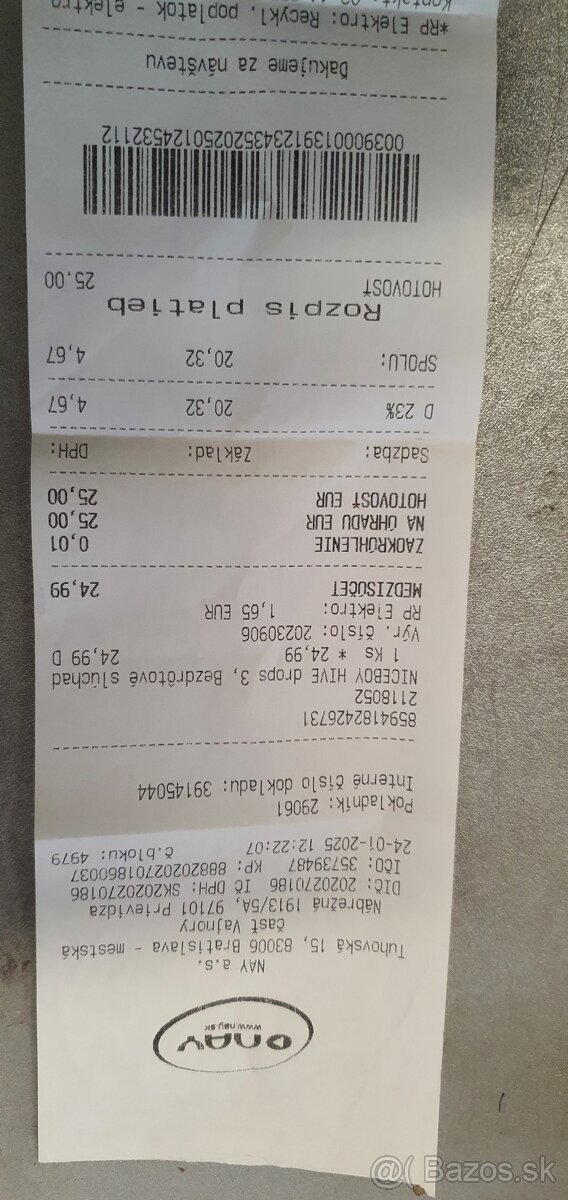 nay
www.nay.sk
NAY a.s.
Tuhovská 15, 83006 Bratislava - mestská
časť Vajnory
Nábrežná 1913/5A, 97101 Prievidza
DIČ: 2020270186 IČ DPH: SK2020270186
IČO: 35739487 KP: 88820202701860037
24-01-2025 12:22:07 č.bloku: 4979
Pokladník: 29061
Interné číslo dokladu: 39145044
8594182426731
2118052
NICEBOY HIVE drops 3, Bezdrôtové slúchad
1 Ks * 24,99 24,99 D
Výr. číslo: 20230906
RP Elektro: 1,65 EUR
MEDZISÚČET 24,99
ZAOKRÚHLENIE 0,01
NA ÚHRADU EUR 25,00
HOTOVOSŤ EUR 25,00
Sadzba: Základ: DPH:
D 23% 20,32 4,67
SPOLU: 20,32 4,67
Rozpis platieb
HOTOVOSŤ 25.00
003900013912343520250124532112
Ďakujeme za návštevu
*RP Elektro: Recykl. poplatok - elektro
@ Bazos.sk